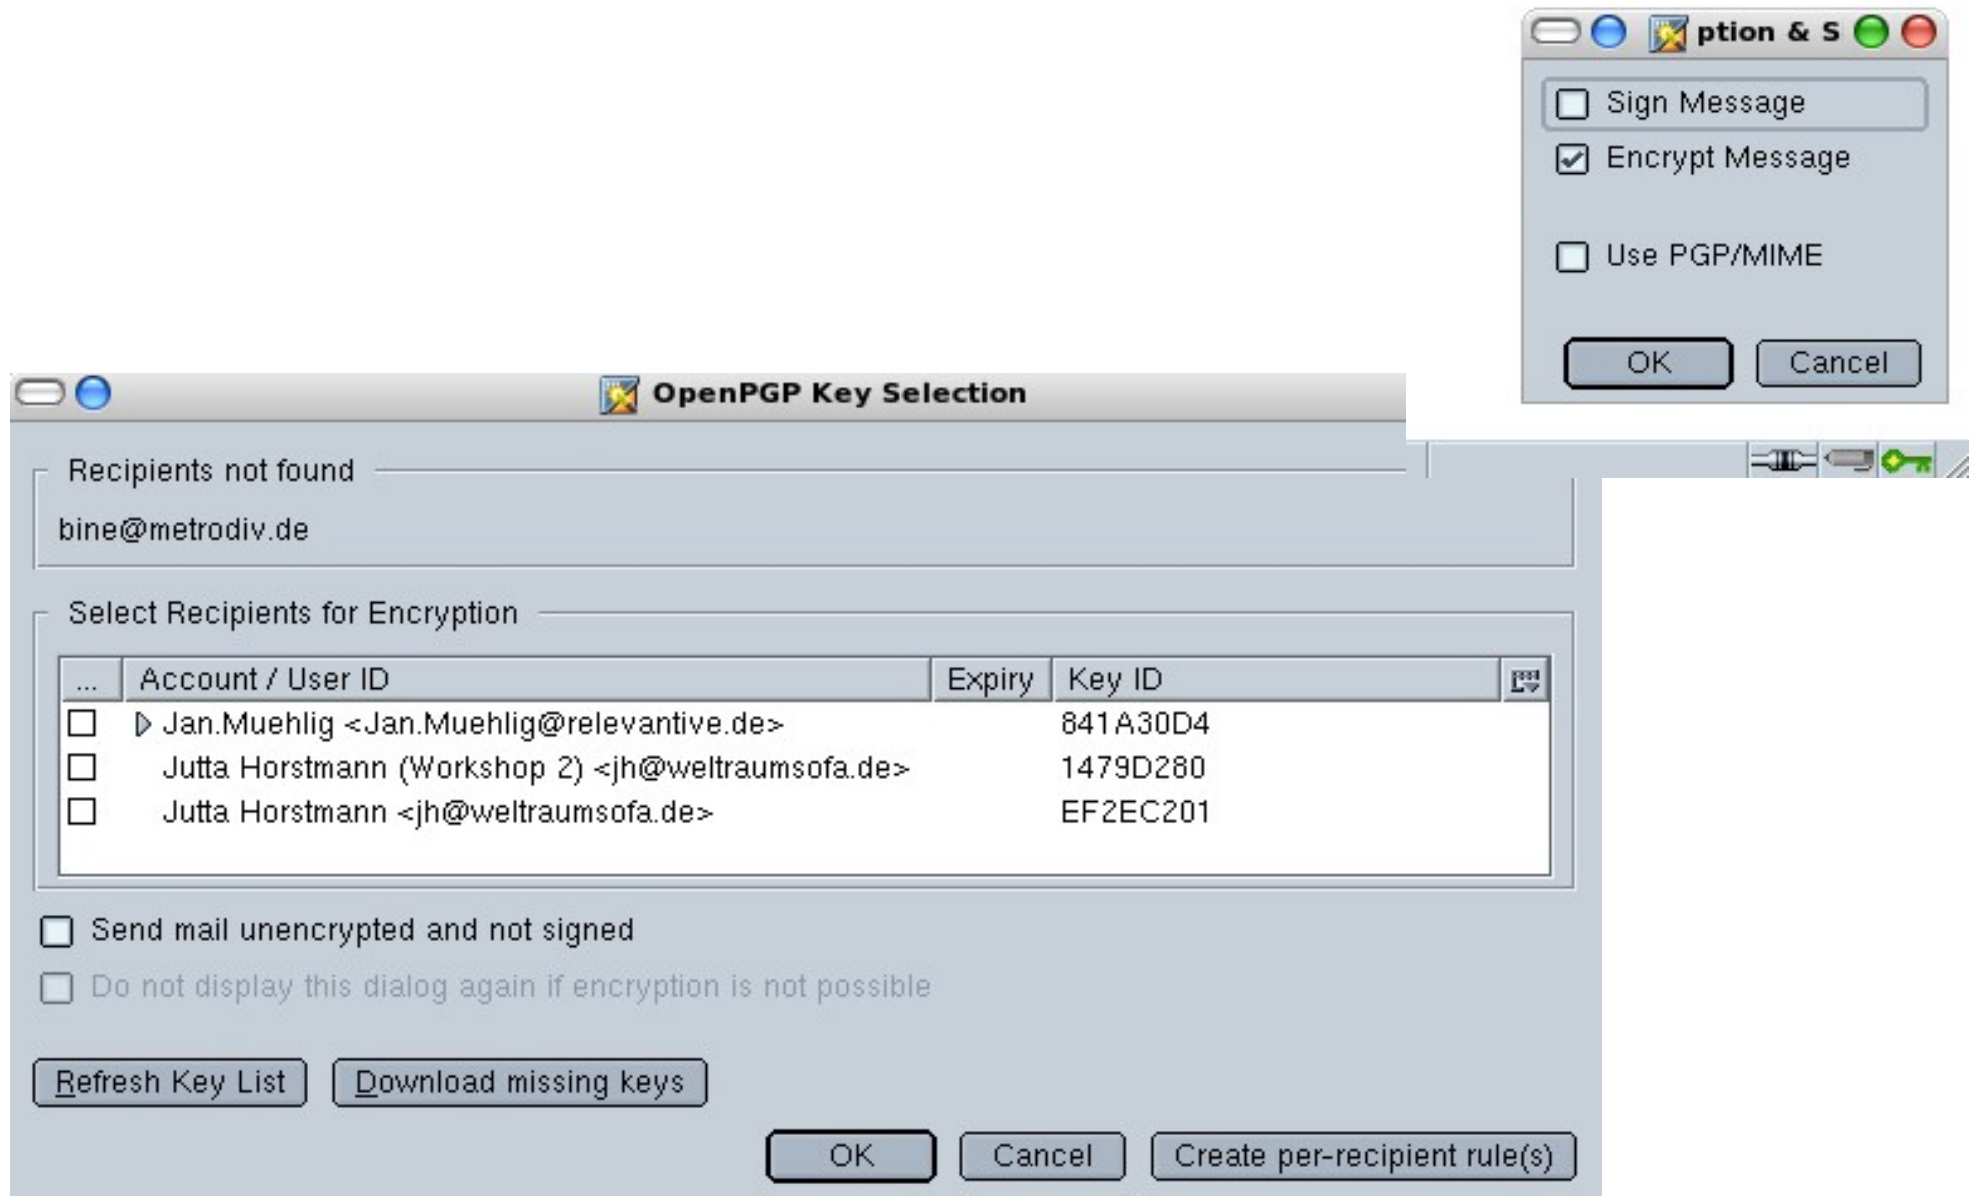 ption & S
Sign Message
Encrypt Message
Use PGP/MIME
OK Cancel
OpenPGP Key Selection
Recipients not found
bine@metrodiv.de
Select Recipients for Encryption
... Account / User ID Expiry Key ID
Jan.Muehlig <Jan.Muehlig@relevantive.de> 841A30D4
Jutta Horstmann (Workshop 2) <jh@weltraumsofa.de> 1479D280
Jutta Horstmann <jh@weltraumsofa.de> EF2EC201
Send mail unencrypted and not signed
Do not display this dialog again if encryption is not possible
Refresh Key List Download missing keys
OK Cancel Create per-recipient rule(s)